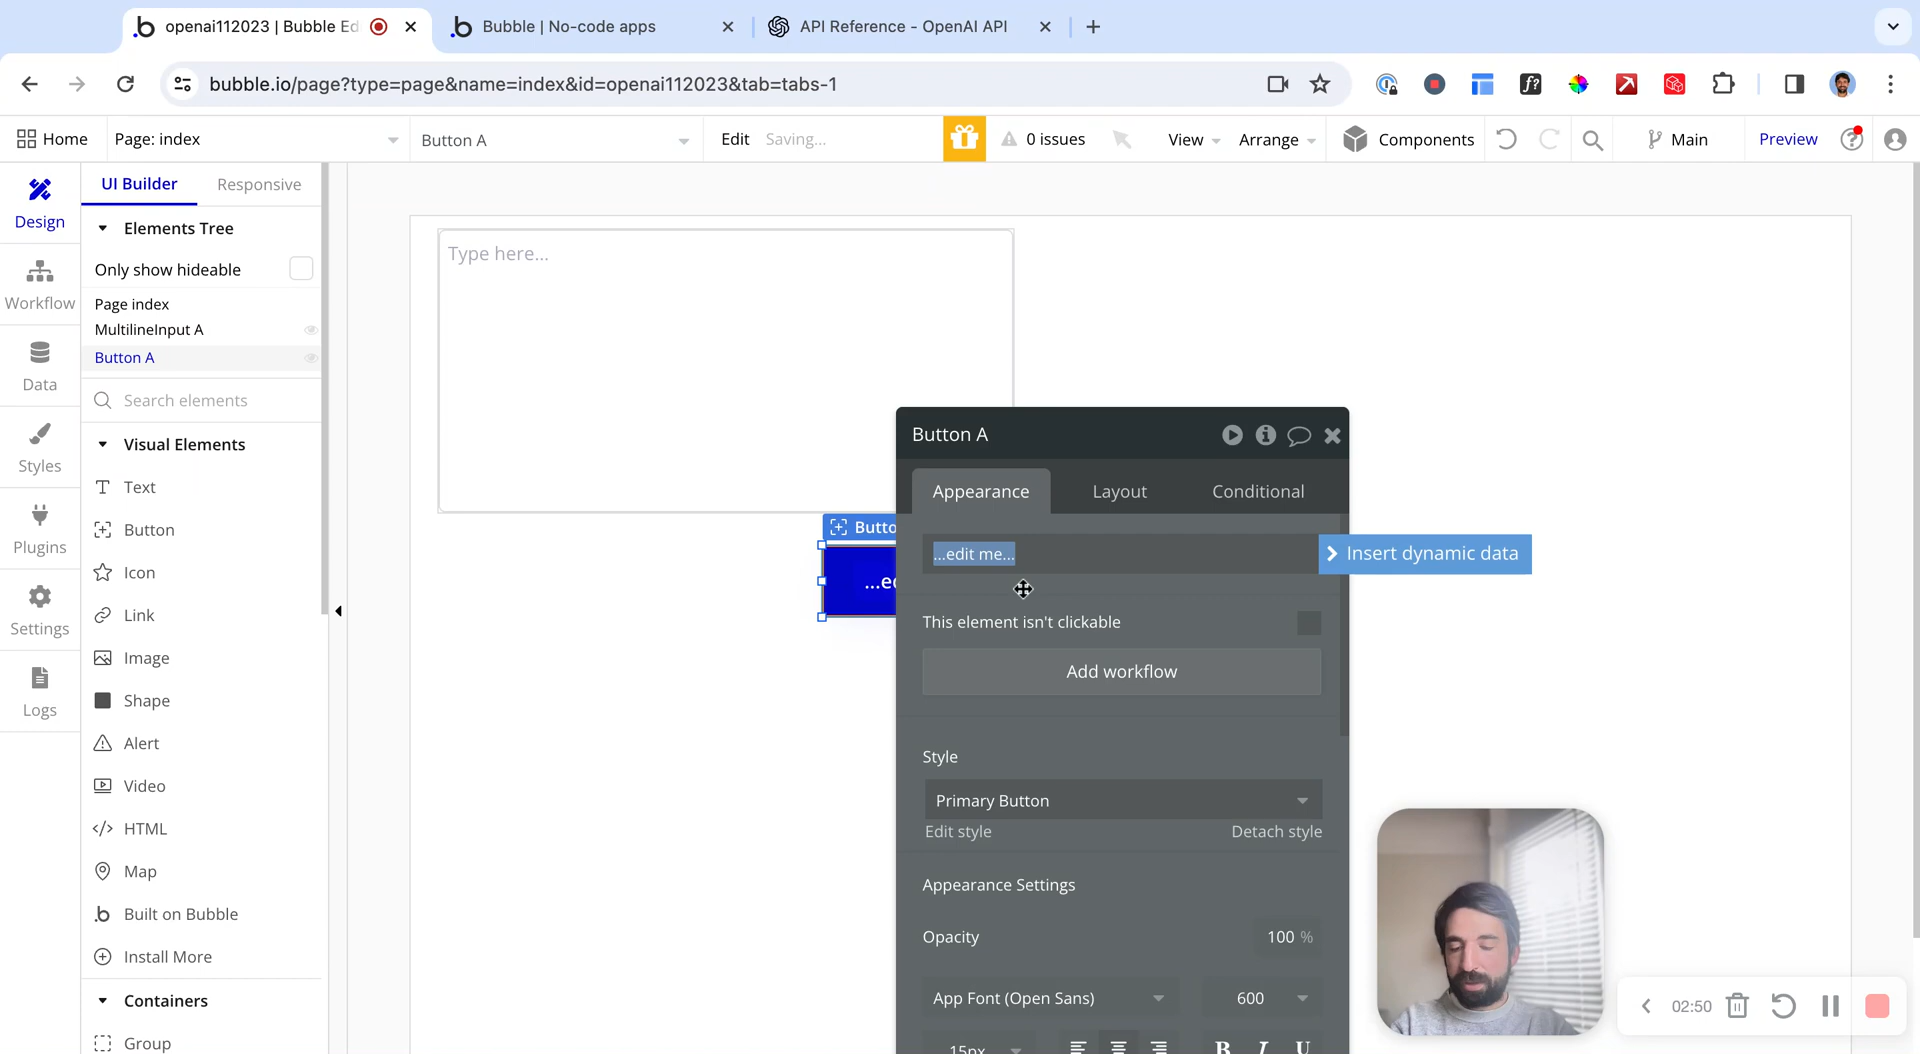 openai112023 | Bubble Ed
Bubble | No-code apps
API Reference - OpenAI API
bubble.io/page?type=page&name=index&id=openai112023&tab=tabs-1
Home
Page: index
Button A
Edit
Saving...
0 issues
View
Arrange
Components
Main
Preview
UI Builder
Responsive
Design
Workflow
Data
Styles
Plugins
Settings
Logs
Elements Tree
Only show hideable
Page index
MultilineInput A
Button A
Search elements
Visual Elements
Text
Button
Icon
Link
Image
Shape
Alert
Video
HTML
Map
Built on Bubble
Install More
Containers
Group
Type here...
Butto
...ed
Button A
Appearance
Layout
Conditional
...edit me...
Insert dynamic data
This element isn't clickable
Add workflow
Style
Primary Button
Edit style
Detach style
Appearance Settings
Opacity
100 %
App Font (Open Sans)
600
15px
B I U
02:50